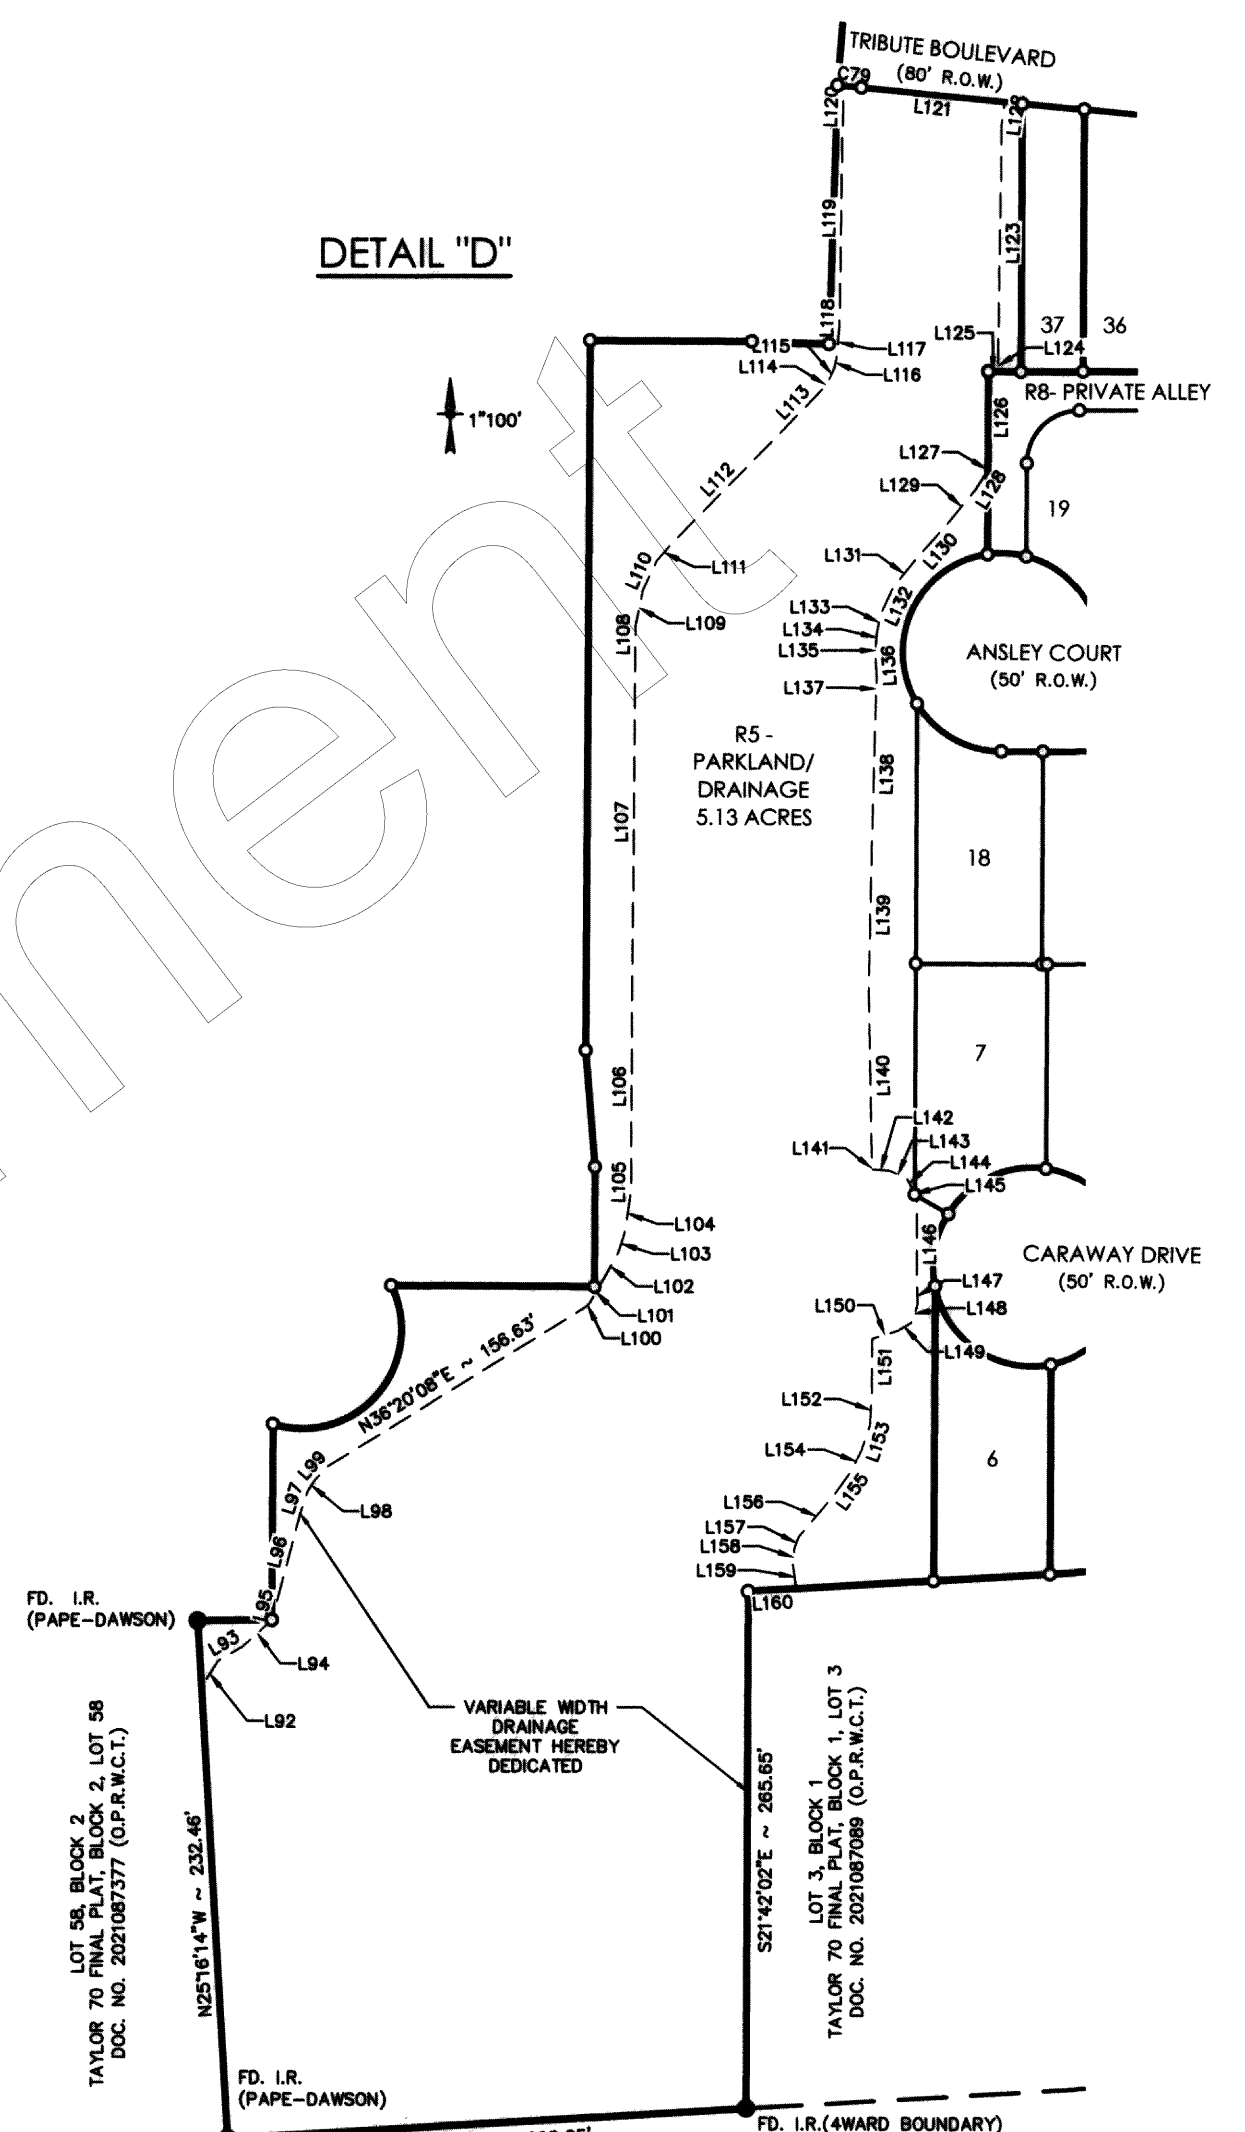 TRIBUTE BOULEVARD
(80' R.O.W.)
C79
L120
L121
L119
L123
DETAIL "D"
L118
L125
37
36
L115
L117
L124
L114
L116
R8- PRIVATE ALLEY
1"100'
L113
L126
L127
L112
L129
L128
19
L130
L131
L110
L111
L132
L133
L109
L108
L134
L135
L136
ANSLEY COURT
(50' R.O.W.)
L137
R5 -
PARKLAND/
DRAINAGE
5.13 ACRES
L138
L107
18
L139
ment
7
L106
L140
L142
L141
L143
L144
L105
L145
L104
L146
L103
CARAWAY DRIVE
(50' R.O.W.)
L102
L147
L101
L150
L148
L100
L149
N36°20'08"E ~ 156.63'
L151
L152
L153
L154
6
L99
L97
L98
L155
L156
L157
L96
L158
L159
FD. I.R.
(PAPE-DAWSON)
L95
L160
L93
L94
L92
VARIABLE WIDTH
DRAINAGE
EASEMENT HEREBY
DEDICATED
LOT 58, BLOCK 2
TAYLOR 70 FINAL PLAT, BLOCK 2, LOT 58
DOC. NO. 2021087377 (O.P.R.W.C.T.)
N25°16'14"W ~ 232.46'
S21°42'02"E ~ 265.65'
LOT 3, BLOCK 1
TAYLOR 70 FINAL PLAT, BLOCK 1, LOT 3
DOC. NO. 2021087089 (O.P.R.W.C.T.)
FD. I.R.
(PAPE-DAWSON)
FD. I.R.(4WARD BOUNDARY)